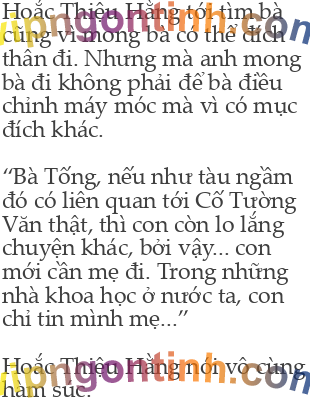 Hoắc Thiệu Hằng tới tìm bà
cũng vì mong bà có thể đích
thân đi. Nhưng mà anh mong
bà đi không phải để bà điều
chỉnh máy móc mà vì có mục
đích khác.
“Bà Tống, nếu như tàu ngầm
đó có liên quan tới Cố Tường
Văn thật, thì con còn lo lắng
chuyện khác, bởi vậy... con
mới cần mẹ đi. Trong những
nhà khoa học ở nước ta, con
chỉ tin mình mẹ...”
Hoắc Thiệu Hằng nói vô cùng
hàm súc.
vipngontinh.com
vipngontinh.com